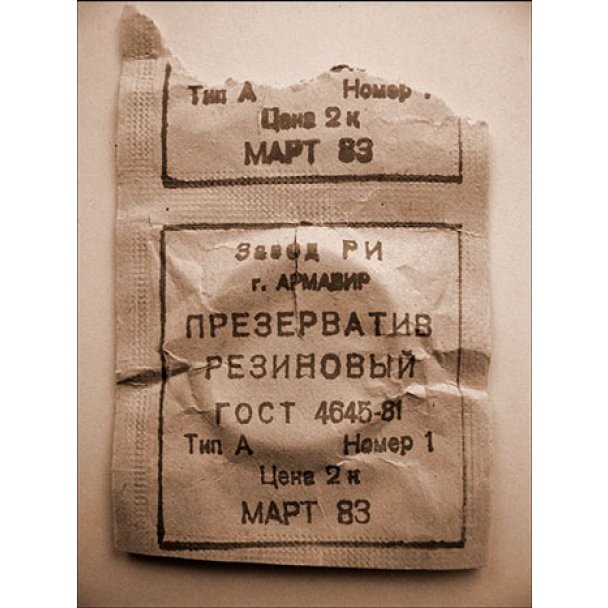 Тип А Номер 1
Цена 2 к
МАРТ 83
Завод РИ
г. АРМАВИР
ПРЕЗЕРВАТИВ
РЕЗИНОВЫЙ
ГОСТ 4645-81
Тип А Номер 1
Цена 2 к
МАРТ 83